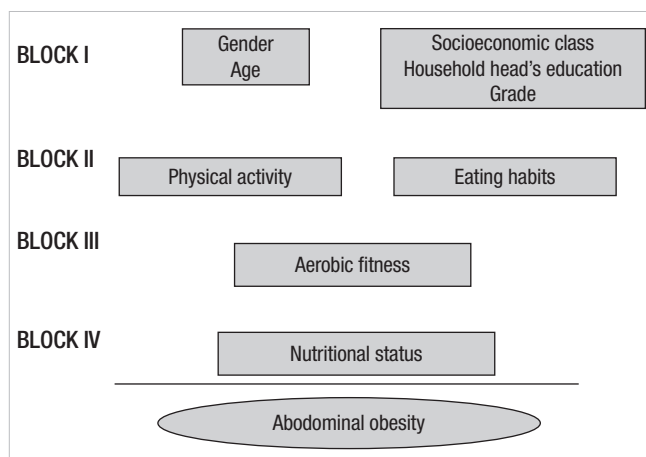 BLOCK I
Gender
Age
Socioeconomic class
Household head's education
Grade
BLOCK II
Physical activity
Eating habits
BLOCK III
Aerobic fitness
BLOCK IV
Nutritional status
Abodominal obesity